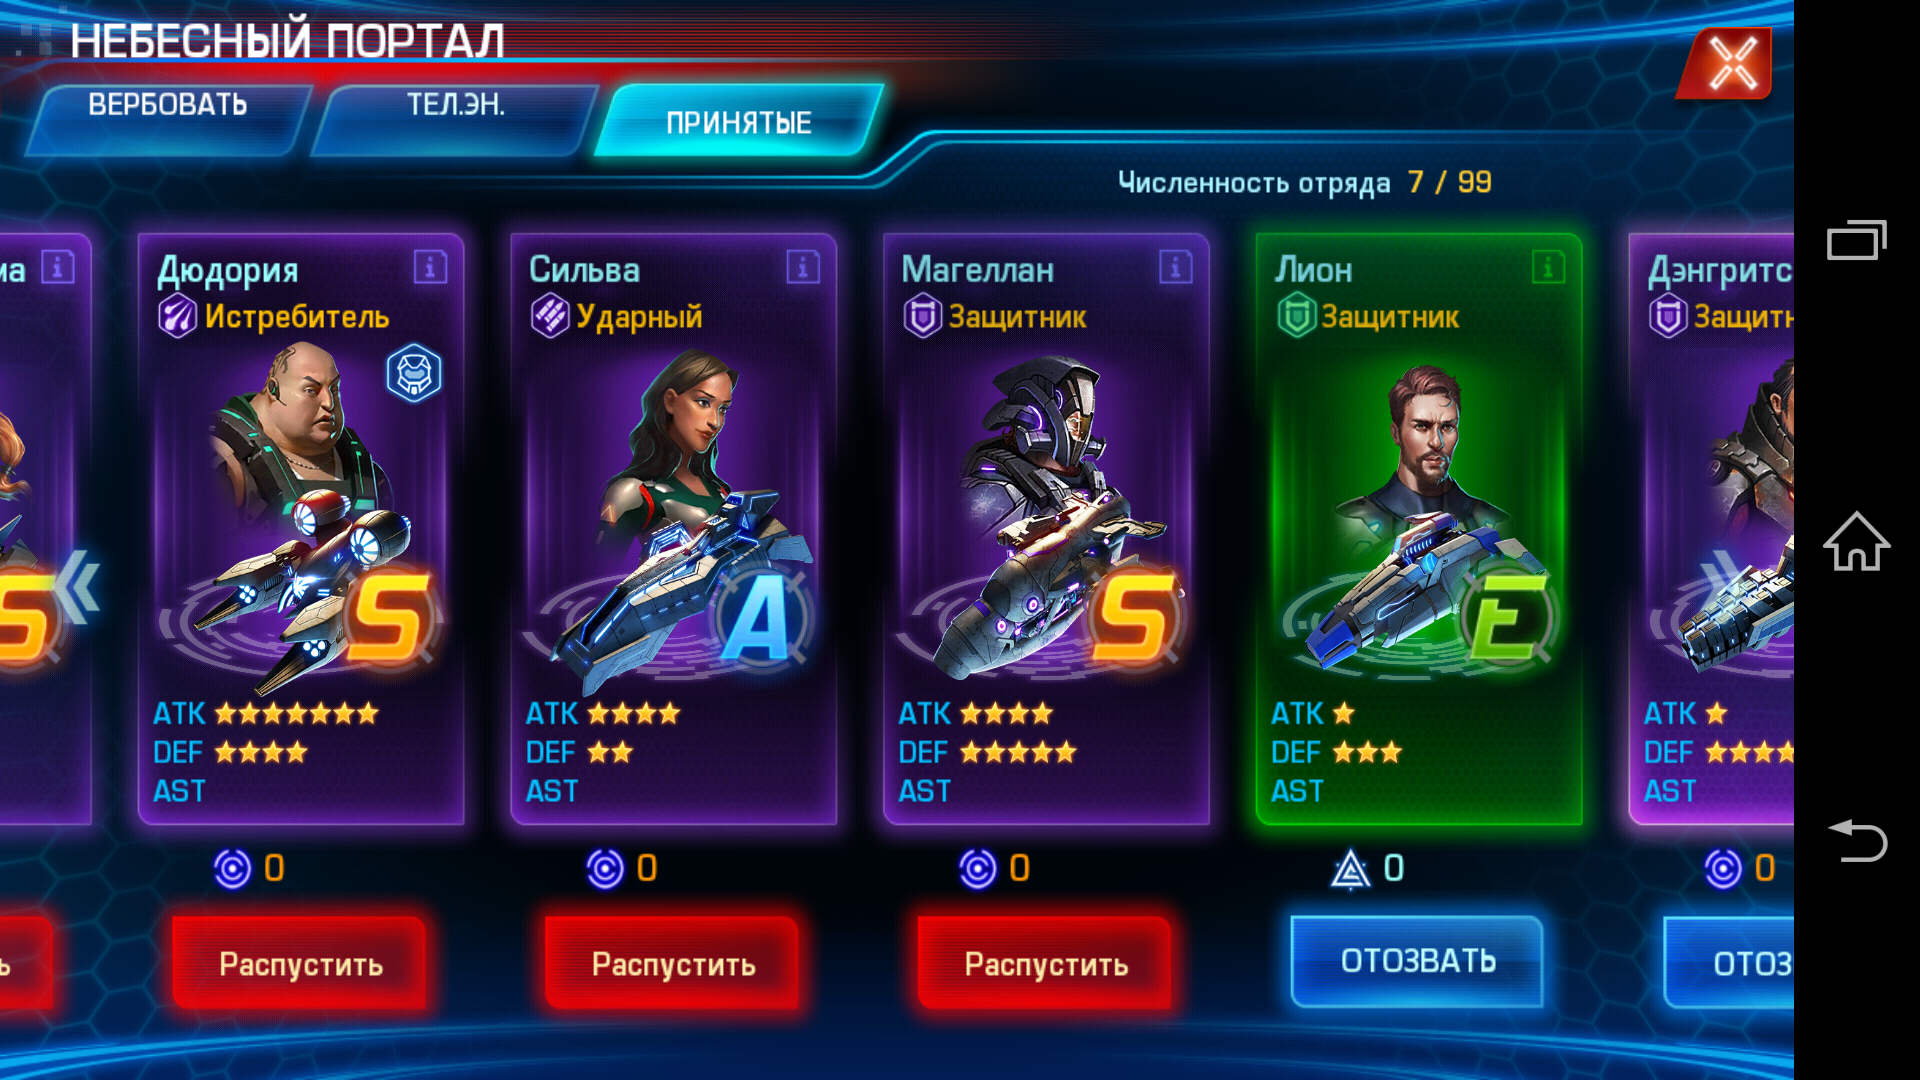 НЕБЕСНЫЙ ПОРТАЛ
ВЕРБОВАТЬ
ТЕЛ.ЭН.
ПРИНЯТЫЕ
Численность отряда 7 / 99
ма
Дюдория
Истребитель
S
S
ATK
DEF
AST
0
Распустить
Сильва
Ударный
A
ATK
DEF
AST
0
Распустить
Магеллан
Защитник
S
ATK
DEF
AST
0
Распустить
Лион
Защитник
E
ATK
DEF
AST
0
ОТОЗВАТЬ
Дэнгритс
Защитн
ATK
DEF
AST
0
ОТОЗ